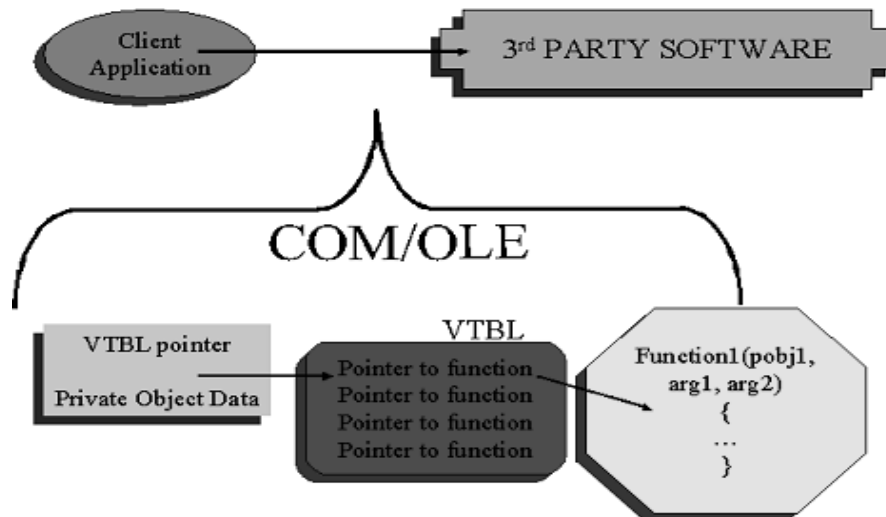 Client
Application
3rd PARTY SOFTWARE
COM/OLE
VTBL pointer
Private Object Data
VTBL
Pointer to function
Pointer to function
Pointer to function
Pointer to function
Function1(pobj1,
arg1, arg2)
{
...
}